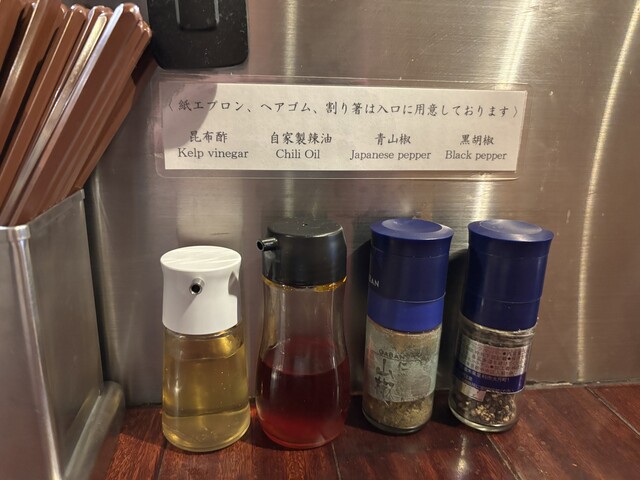 〈 紙エプロン、ヘアゴム、割り箸は入口に用意しております 〉
昆布酢 自家製辣油 青山椒 黒胡椒
Kelp vinegar Chili Oil Japanese pepper Black pepper